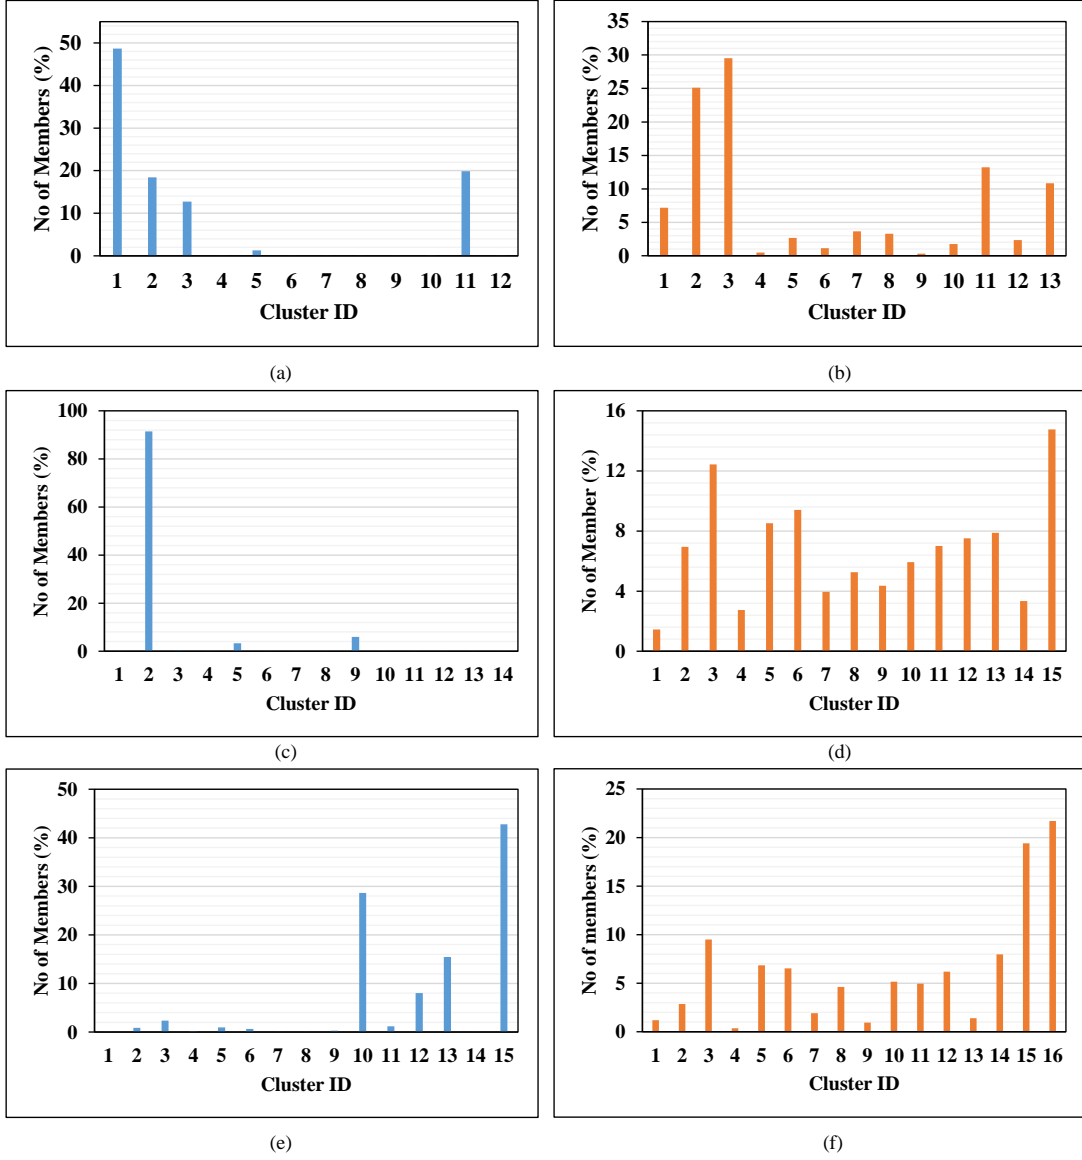 No of Members (%)
50
40
30
20
10
0
1 2 3 4 5 6 7 8 9 10 11 12
Cluster ID
(a)
No of Members (%)
35
30
25
20
15
10
5
0
1 2 3 4 5 6 7 8 9 10 11 12 13
Cluster ID
(b)
No of Members (%)
100
80
60
40
20
0
1 2 3 4 5 6 7 8 9 10 11 12 13 14
Cluster ID
(c)
No of Member (%)
16
12
8
4
0
1 2 3 4 5 6 7 8 9 10 11 12 13 14 15
Cluster ID
(d)
No of Members (%)
50
40
30
20
10
0
1 2 3 4 5 6 7 8 9 10 11 12 13 14 15
Cluster ID
(e)
No of members (%)
25
20
15
10
5
0
1 2 3 4 5 6 7 8 9 10 11 12 13 14 15 16
Cluster ID
(f)